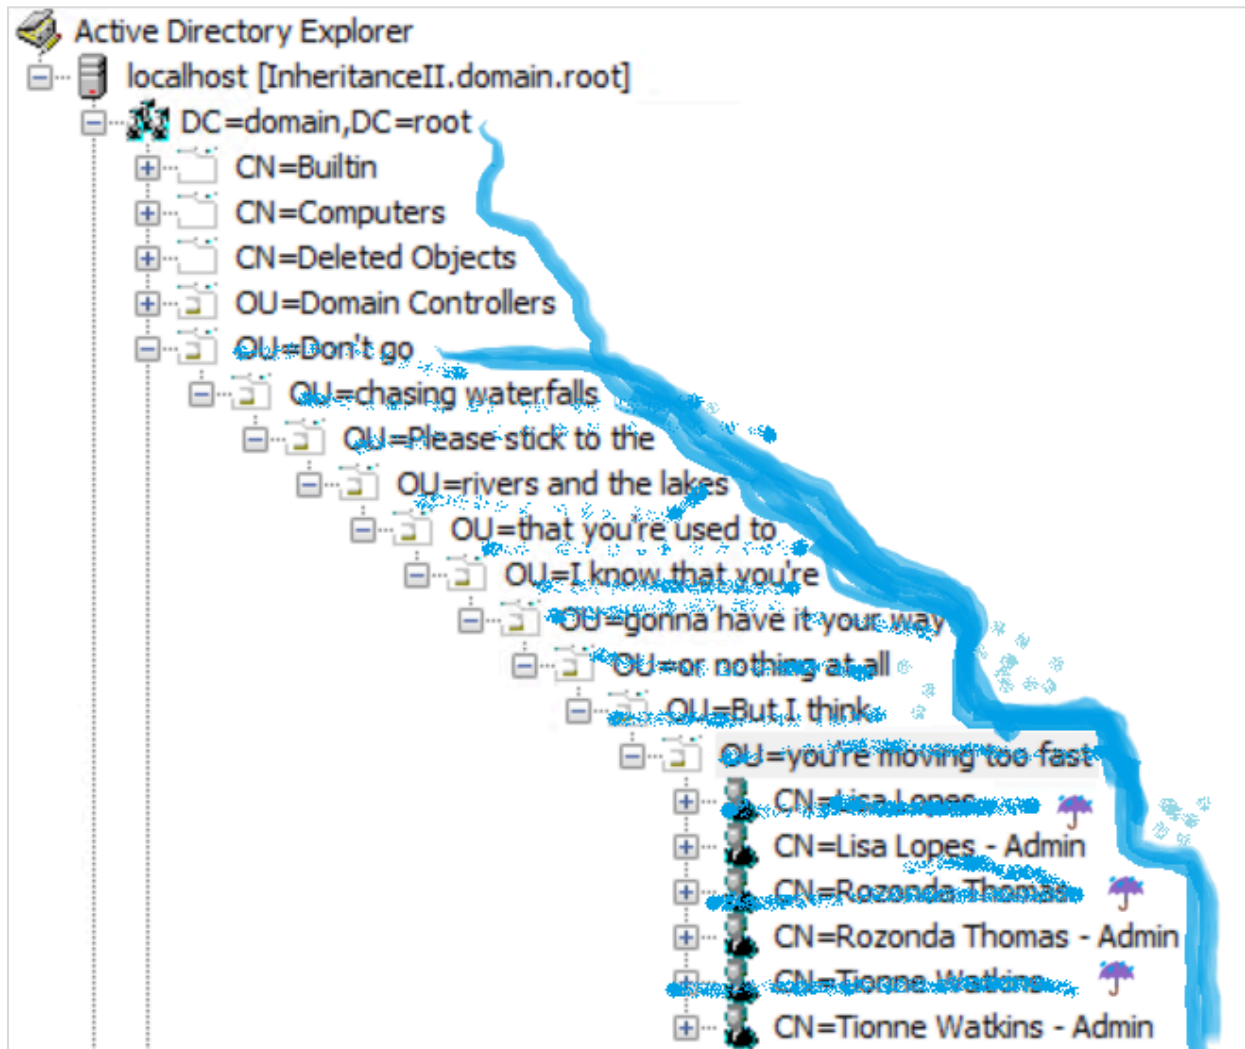 Active Directory Explorer
localhost [InheritanceII.domain.root]
DC=domain,DC=root
CN=Builtin
CN=Computers
CN=Deleted Objects
OU=Domain Controllers
OU=Don't go
OU=chasing waterfalls
OU=Please stick to the
OU=rivers and the lakes
OU=that you're used to
OU=I know that you're
OU=gonna have it your way
OU=or nothing at all
OU=But I think
OU=you're moving too fast
CN=Lisa Lopes
CN=Lisa Lopes - Admin
CN=Rozonda Thomas
CN=Rozonda Thomas - Admin
CN=Tionne Watkins
CN=Tionne Watkins - Admin